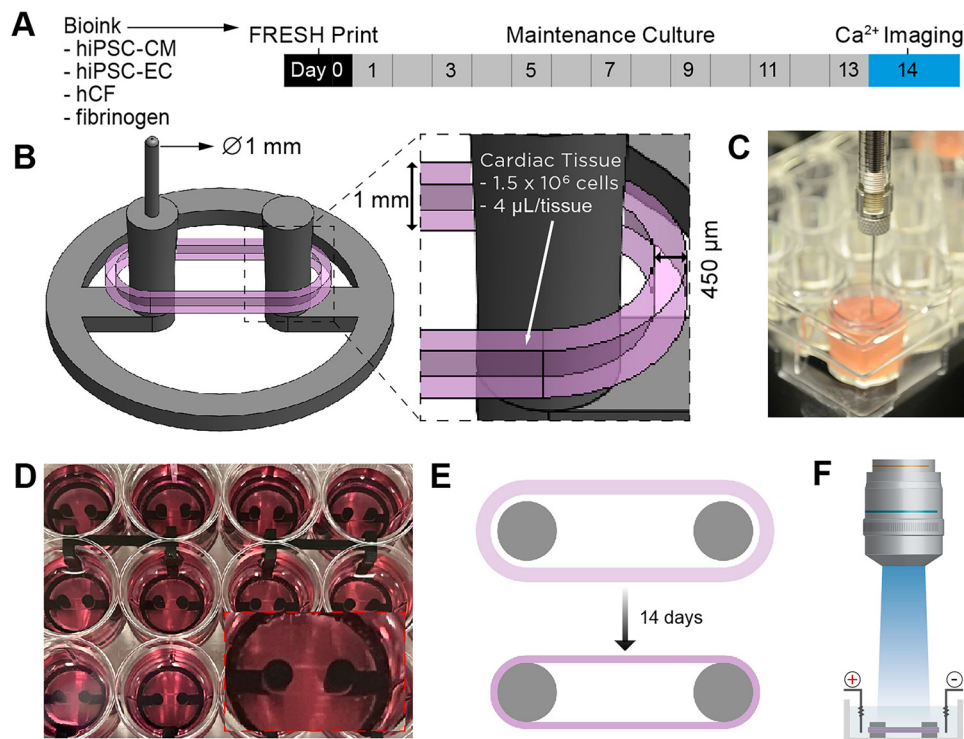 A
Bioink
- hiPSC-CM
- hiPSC-EC
- hCF
- fibrinogen
FRESH Print
Maintenance Culture
Ca²⁺ Imaging
Day 0 1 3 5 7 9 11 13 14
B
Ø 1 mm
1 mm
Cardiac Tissue
- 1.5 x 10⁶ cells
- 4 µL/tissue
450 µm
C
D
E
14 days
F
+
-